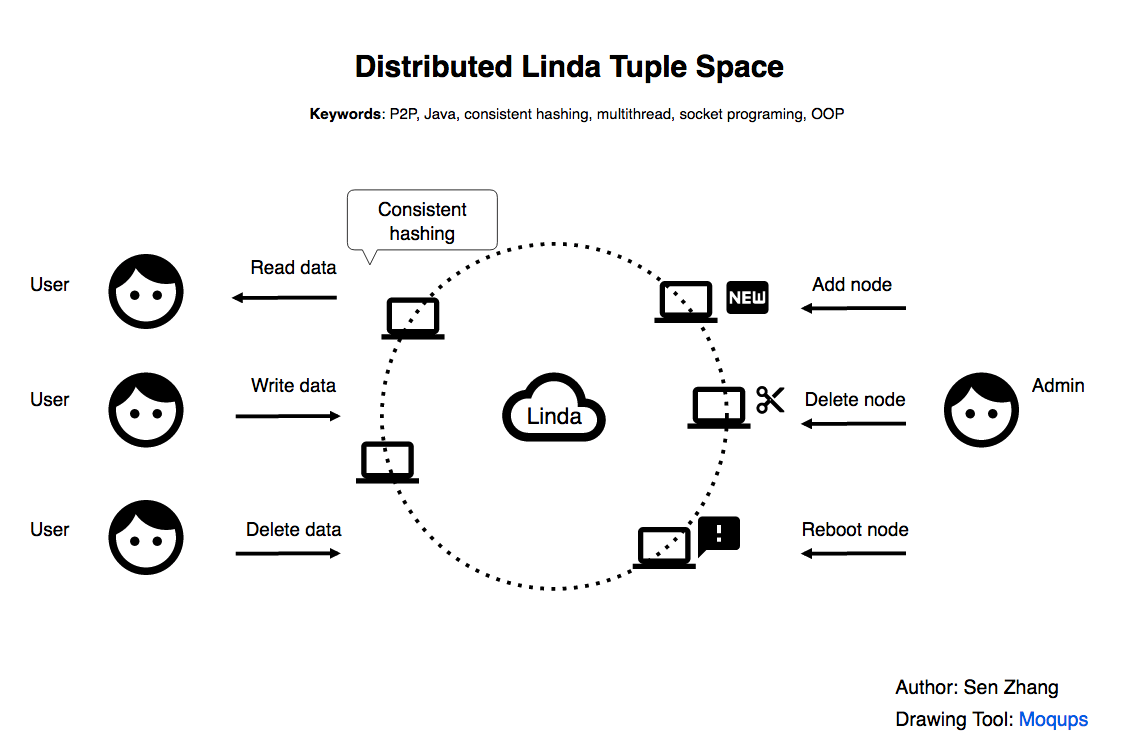 Distributed Linda Tuple Space
Keywords: P2P, Java, consistent hashing, multithread, socket programing, OOP
Consistent
hashing
User
Read data
NEW
Add node
User
Write data
Linda
Delete node
Admin
User
Delete data
!
Reboot node
Author: Sen Zhang
Drawing Tool: Moqups